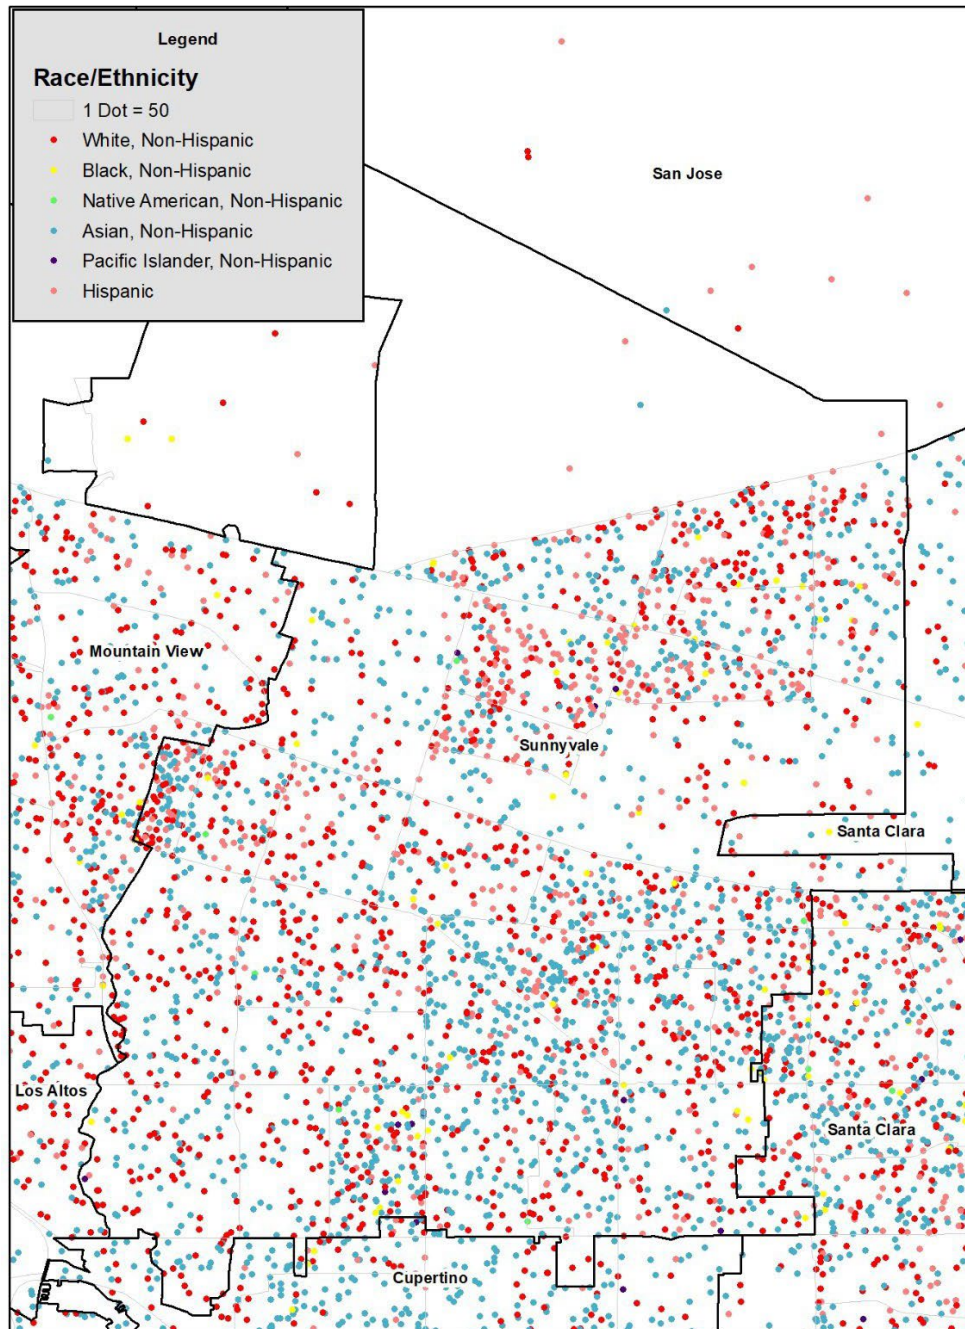 Legend
Race/Ethnicity
1 Dot = 50
White, Non-Hispanic
Black, Non-Hispanic
Native American, Non-Hispanic
Asian, Non-Hispanic
Pacific Islander, Non-Hispanic
Hispanic
San Jose
Mountain View
Sunnyvale
Santa Clara
Los Altos
Santa Clara
Cupertino